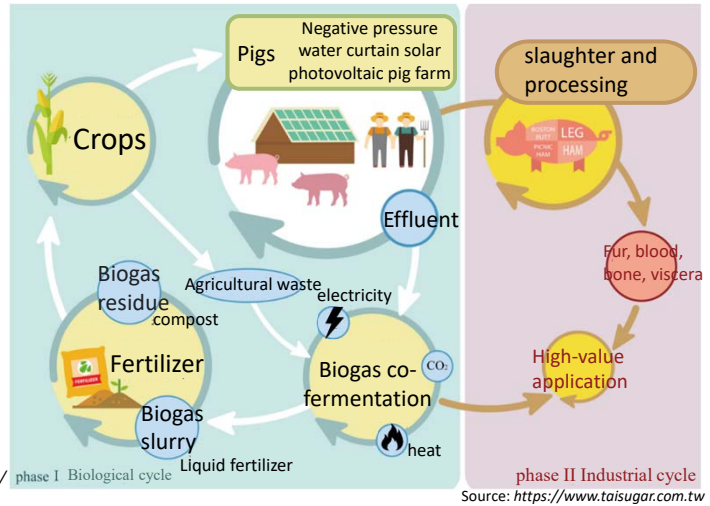 Pigs
Negative pressure
water curtain solar
photovoltaic pig farm
slaughter and
processing
Crops
BOSTON
BUTT
LEG
PICNIC
HAM
HAM
Effluent
Fur, blood,
bone, viscera
Biogas
residue
compost
Agricultural waste
electricity
Fertilizer
FERTILIZER
Biogas co-
fermentation
CO₂
High-value
application
Biogas
slurry
Liquid fertilizer
heat
/
phase I Biological cycle
phase II Industrial cycle
Source: https://www.taisugar.com.tw